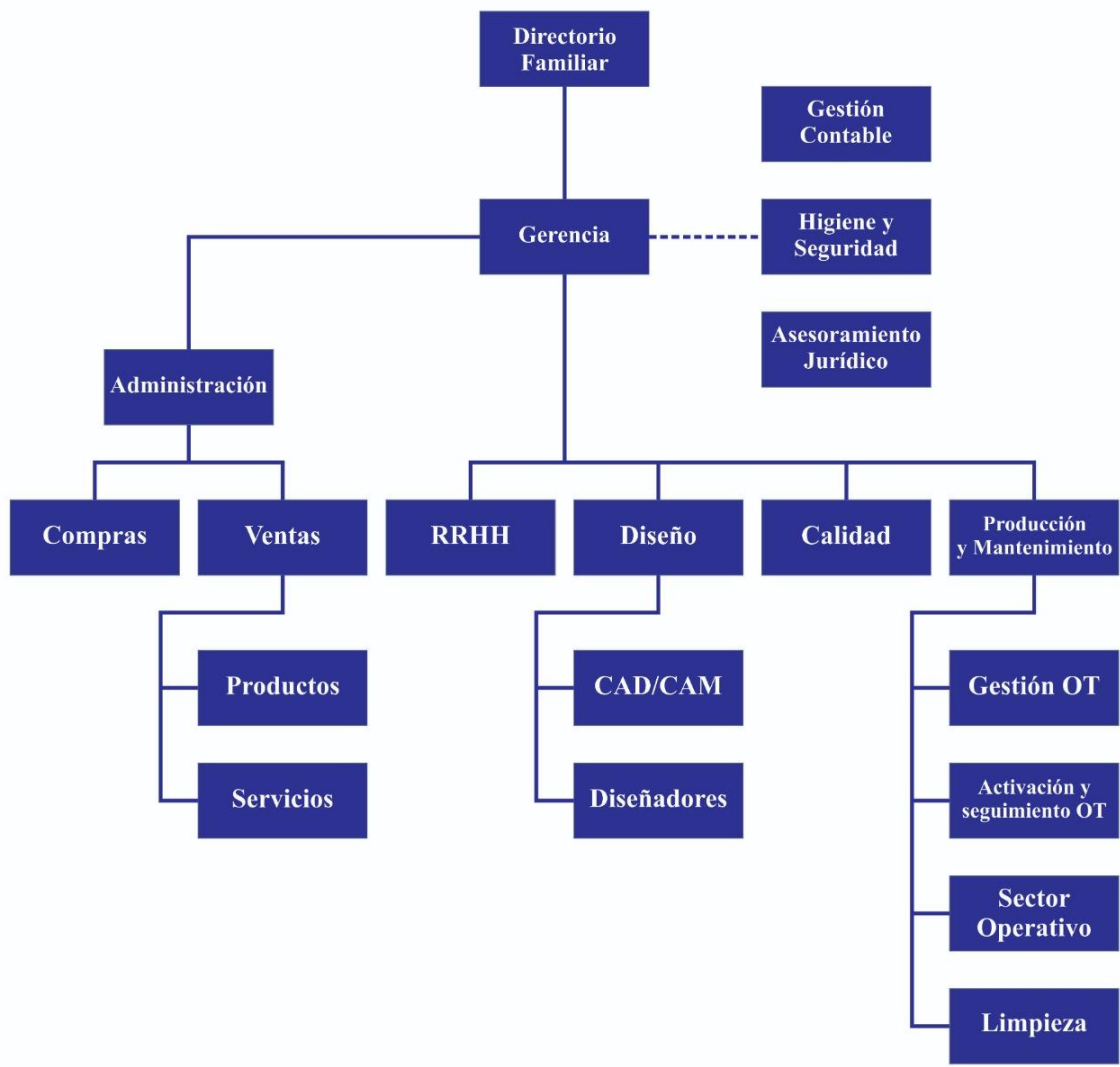 Directorio
Familiar
Gestión
Contable
Gerencia
Higiene y
Seguridad
Asesoramiento
Jurídico
Administración
Compras
Ventas
RRHH
Diseño
Calidad
Producción
y Mantenimiento
Productos
CAD/CAM
Gestión OT
Servicios
Diseñadores
Activación y
seguimiento OT
Sector
Operativo
Limpieza